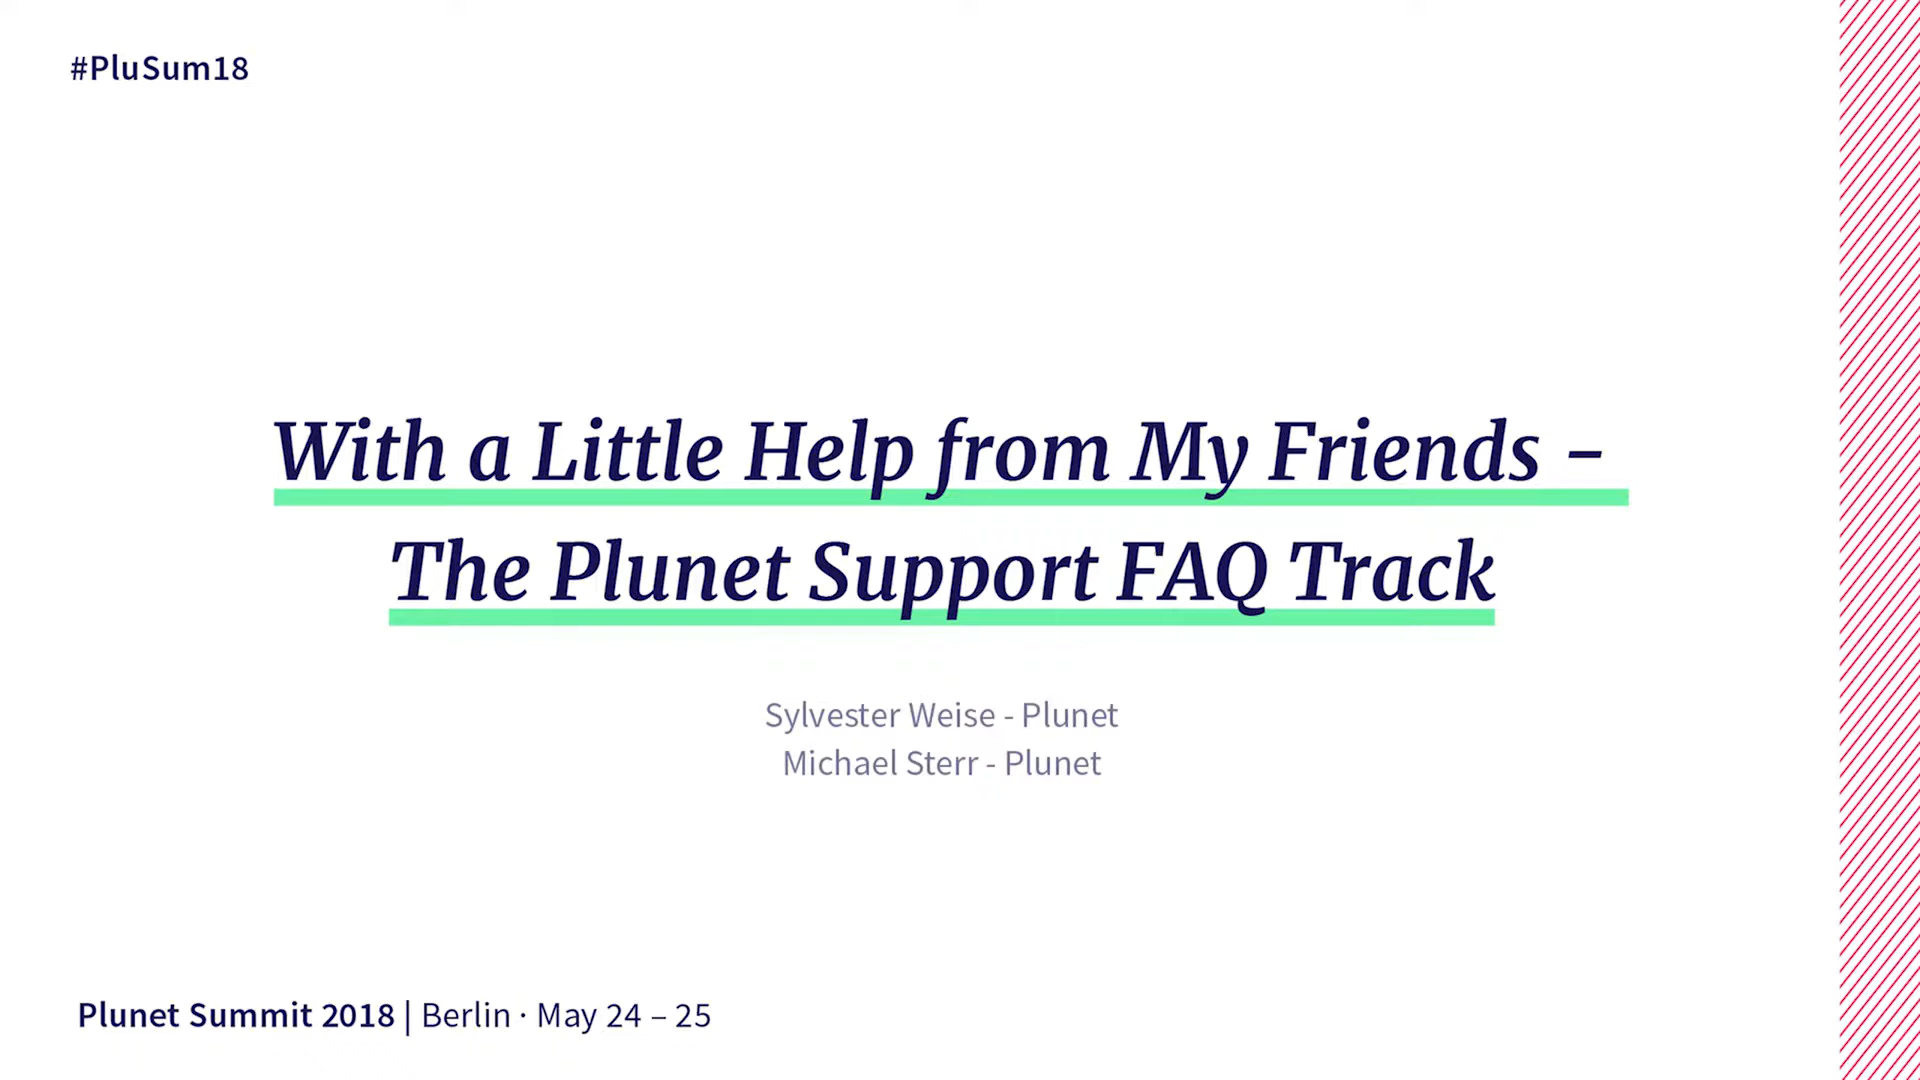 #PluSum18
With a Little Help from My Friends –
The Plunet Support FAQ Track
Sylvester Weise - Plunet
Michael Sterr - Plunet
Plunet Summit 2018 | Berlin · May 24 – 25